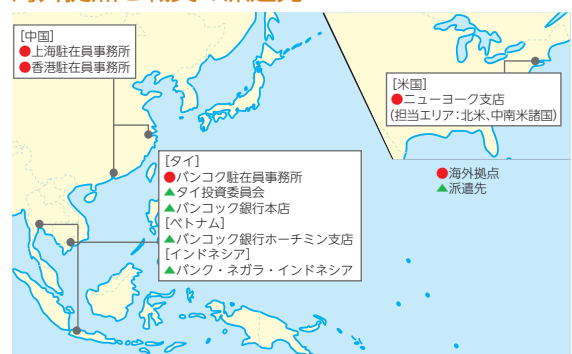 [中国]
●上海駐在員事務所
●香港駐在員事務所
[米国]
●ニューヨーク支店
(担当エリア：北米、中南米諸国)
[タイ]
●バンコク駐在員事務所
▲タイ投資委員会
▲バンコック銀行本店
[ベトナム]
▲バンコック銀行ホーチミン支店
[インドネシア]
▲バンク・ネガラ・インドネシア
●海外拠点
▲派遣先